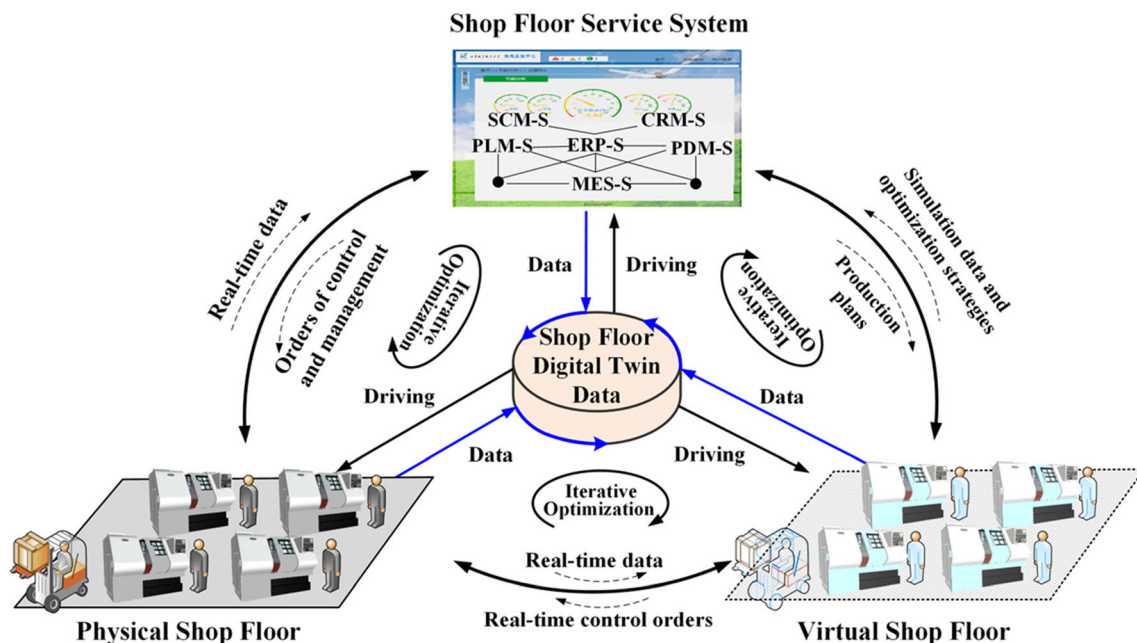 Shop Floor Service System
SCM-S
CRM-S
PLM-S
ERP-S
PDM-S
MES-S
Real-time data
Orders of control
and management
Iterative
Optimization
Data
Driving
Iterative
Optimization
Production
plans
Simulation data and
optimization strategies
Shop Floor
Digital Twin
Data
Driving
Data
Data
Driving
Iterative
Optimization
Real-time data
Real-time control orders
Physical Shop Floor
Virtual Shop Floor